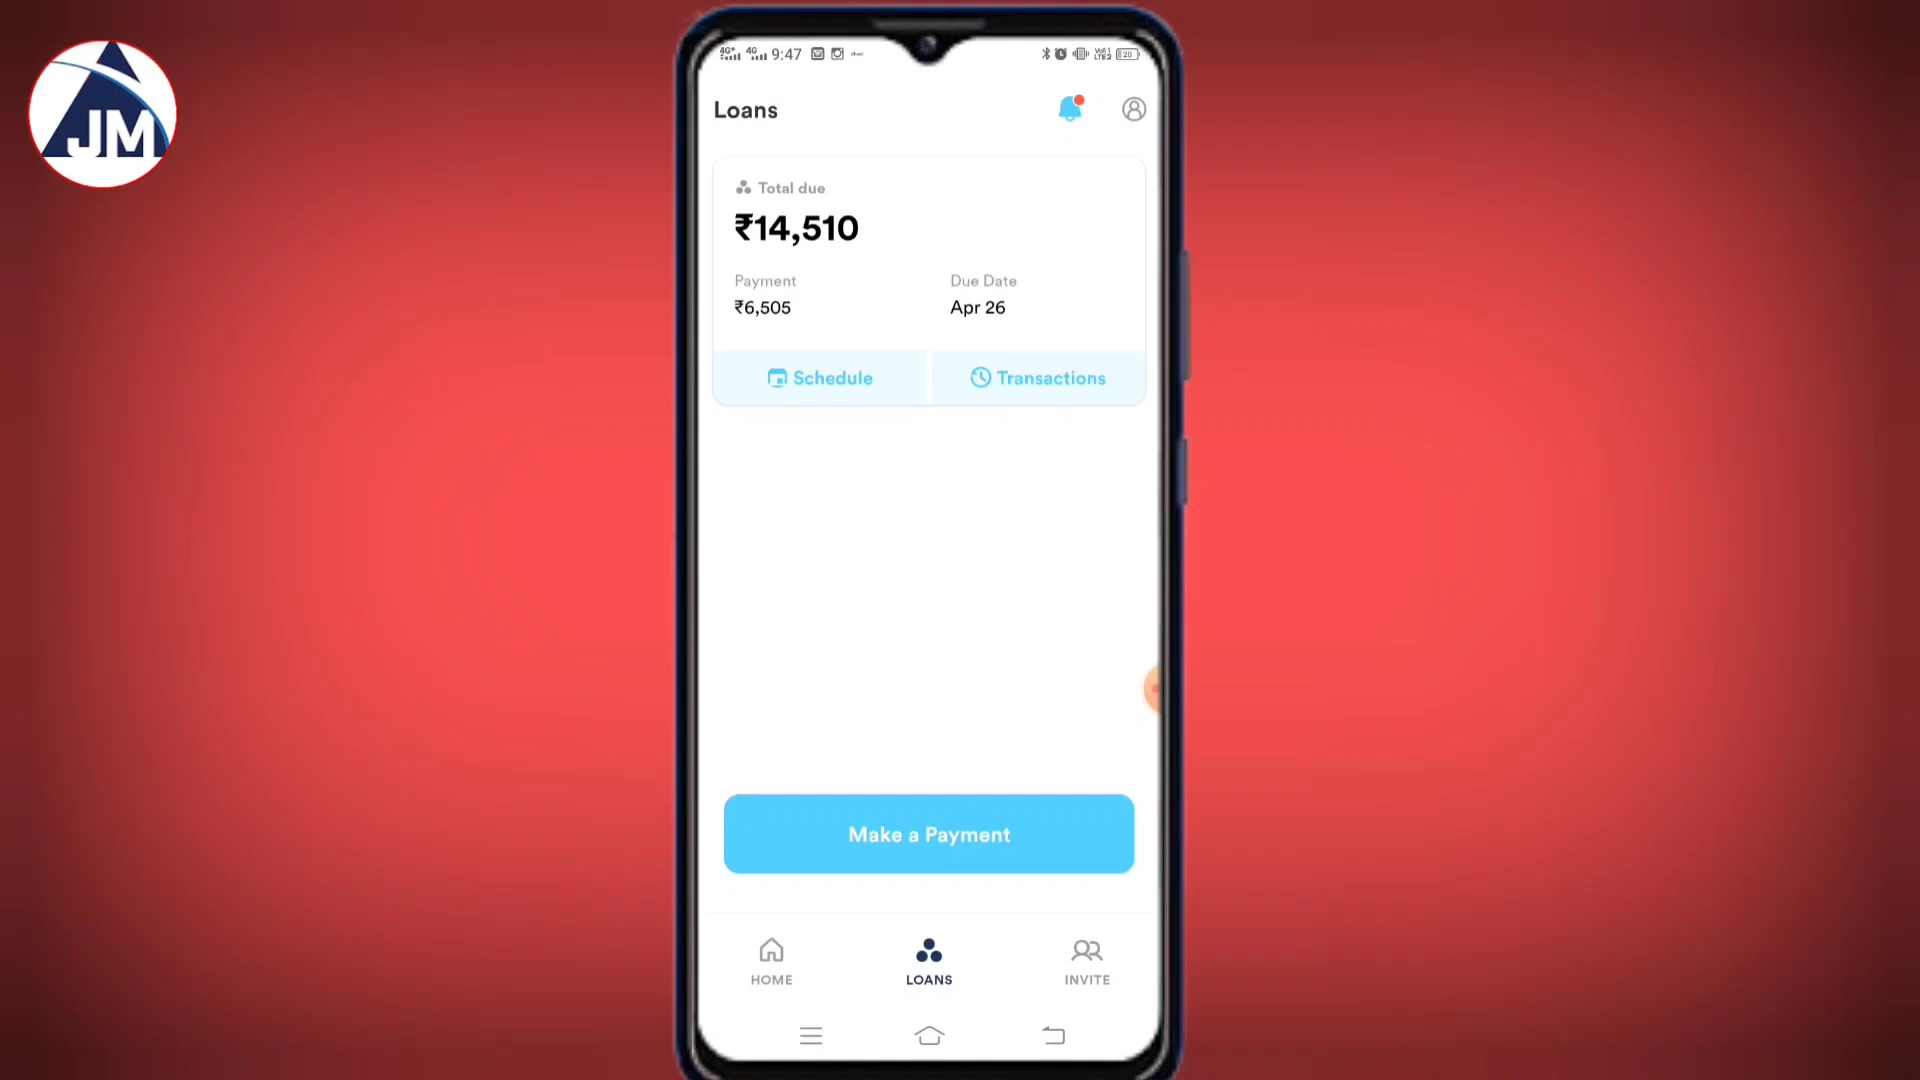 JM
9:47
20
Loans
Total due
₹14,510
Payment
Due Date
₹6,505
Apr 26
Schedule
Transactions
Make a Payment
HOME
LOANS
INVITE